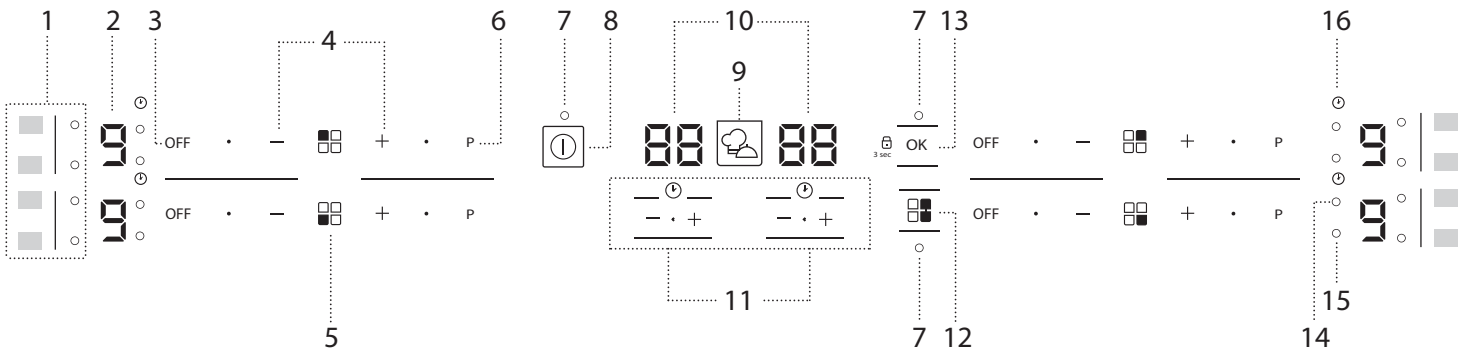 1 2 3 4 6 7 8 10 7 13 16
9
9 OFF · − + · P 88 88 OK OFF · − + · P 9
3 sec
9 OFF · − + · P − · + − · + OFF · − + · P 9
11
5 7 12 14 15